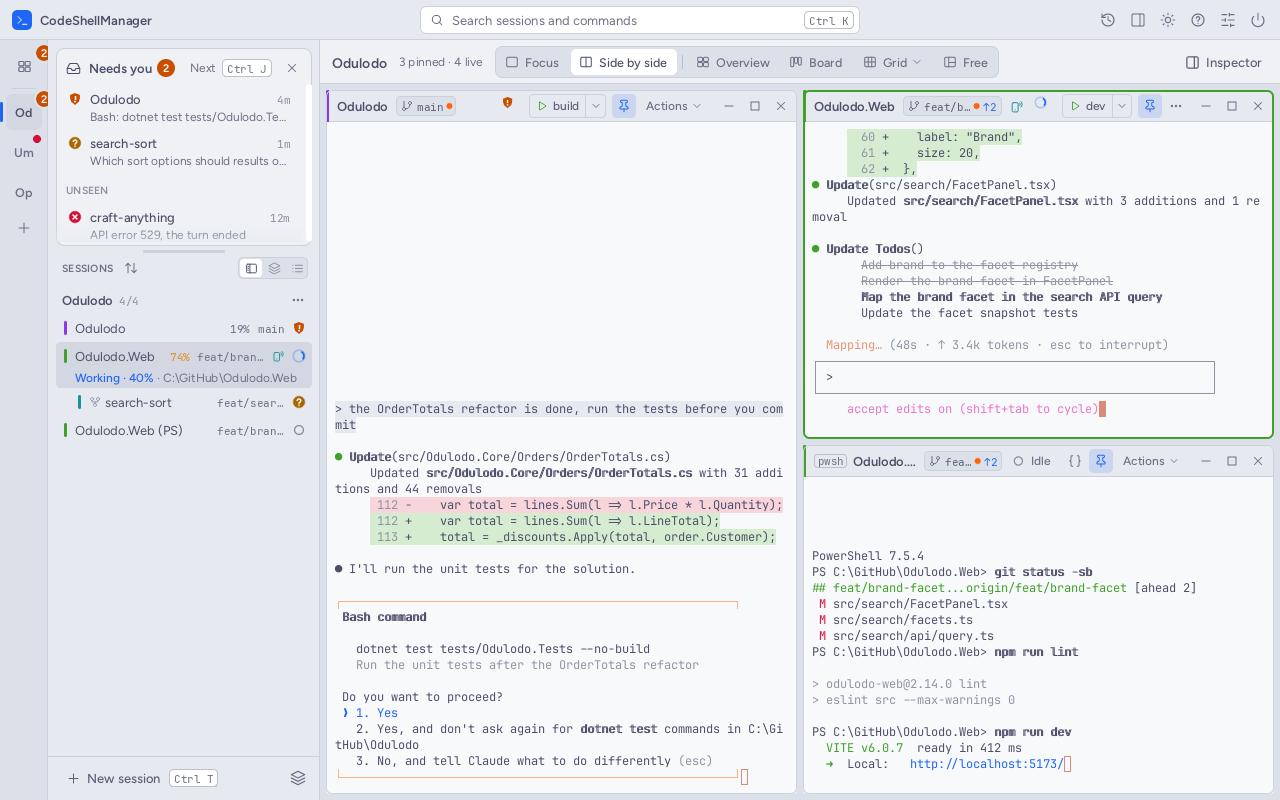 CodeShellManager
Search sessions and commands
Ctrl K
2
2
Od
Um
Op
Needs you 2 Next Ctrl J
Odulodo 4m
Bash: dotnet test tests/Odulodo.Te…
search-sort 1m
Which sort options should results o…
UNSEEN
craft-anything 12m
API error 529, the turn ended
SESSIONS
Odulodo 4/4
Odulodo 19% main
Odulodo.Web 74% feat/bran…
Working · 40% · C:\GitHub\Odulodo.Web
search-sort feat/sear…
Odulodo.Web (PS) feat/bran…
New session Ctrl T
Odulodo 3 pinned · 4 live
Focus Side by side Overview Board Grid Free
Inspector
Odulodo main build Actions
> the OrderTotals refactor is done, run the tests before you com
mit
Update(src/Odulodo.Core/Orders/OrderTotals.cs)
Updated src/Odulodo.Core/Orders/OrderTotals.cs with 31 addi
tions and 44 removals
112 - var total = lines.Sum(l => l.Price * l.Quantity);
112 + var total = lines.Sum(l => l.LineTotal);
113 + total = _discounts.Apply(total, order.Customer);
● I'll run the unit tests for the solution.
Bash command
dotnet test tests/Odulodo.Tests --no-build
Run the unit tests after the OrderTotals refactor
Do you want to proceed?
❯ 1. Yes
2. Yes, and don't ask again for dotnet test commands in C:\Gi
tHub\Odulodo
3. No, and tell Claude what to do differently (esc)
Odulodo.Web feat/b… ↑2 dev
60 + label: "Brand",
61 + size: 20,
62 + },
● Update(src/search/FacetPanel.tsx)
Updated src/search/FacetPanel.tsx with 3 additions and 1 re
moval
● Update Todos()
Add brand to the facet registry
Render the brand facet in FacetPanel
Map the brand facet in the search API query
Update the facet snapshot tests
Mapping… (48s · ↑ 3.4k tokens · esc to interrupt)
>
accept edits on (shift+tab to cycle)
pwsh Odulodo.… fea… ↑2 Idle {} Actions
PowerShell 7.5.4
PS C:\GitHub\Odulodo.Web> git status -sb
## feat/brand-facet...origin/feat/brand-facet [ahead 2]
M src/search/FacetPanel.tsx
M src/search/facets.ts
M src/search/api/query.ts
PS C:\GitHub\Odulodo.Web> npm run lint
> odulodo-web@2.14.0 lint
> eslint src --max-warnings 0
PS C:\GitHub\Odulodo.Web> npm run dev
VITE v6.0.7 ready in 412 ms
➜ Local: http://localhost:5173/